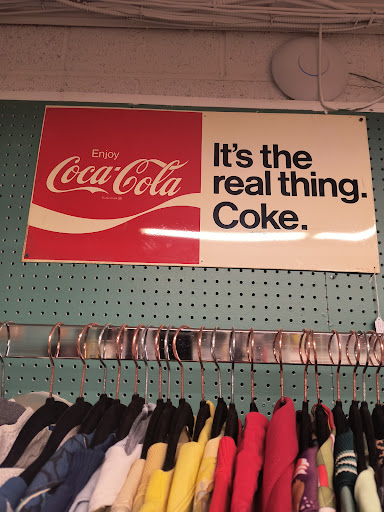 Enjoy
Coca-Cola
It's the
real thing.
Coke.